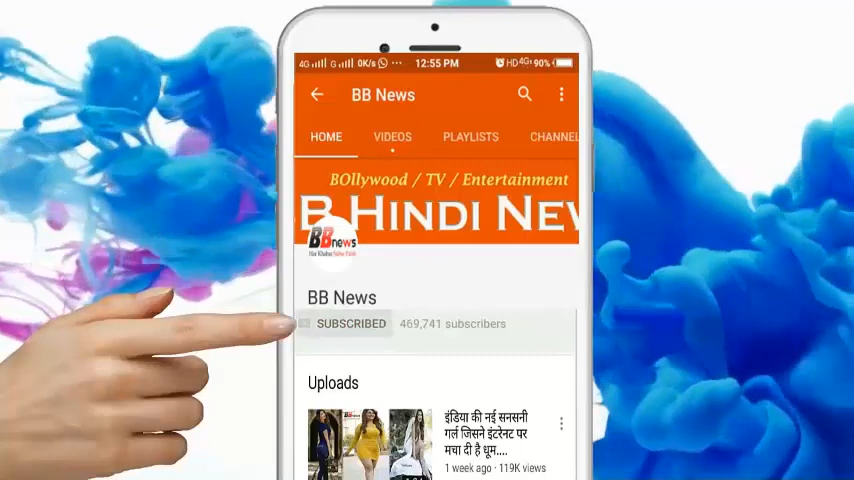 4G G 0K/s 12:55 PM HD 4G 90%
BB News
HOME VIDEOS PLAYLISTS CHANNEL
BOllywood / TV / Entertainment
B HINDI NEW
BBnews
BB News
SUBSCRIBED 469,741 subscribers
Uploads
इंडिया की नई सनसनी
गर्ल जिसने इंटरनेट पर
मचा दी है धूम....
1 week ago · 119K views